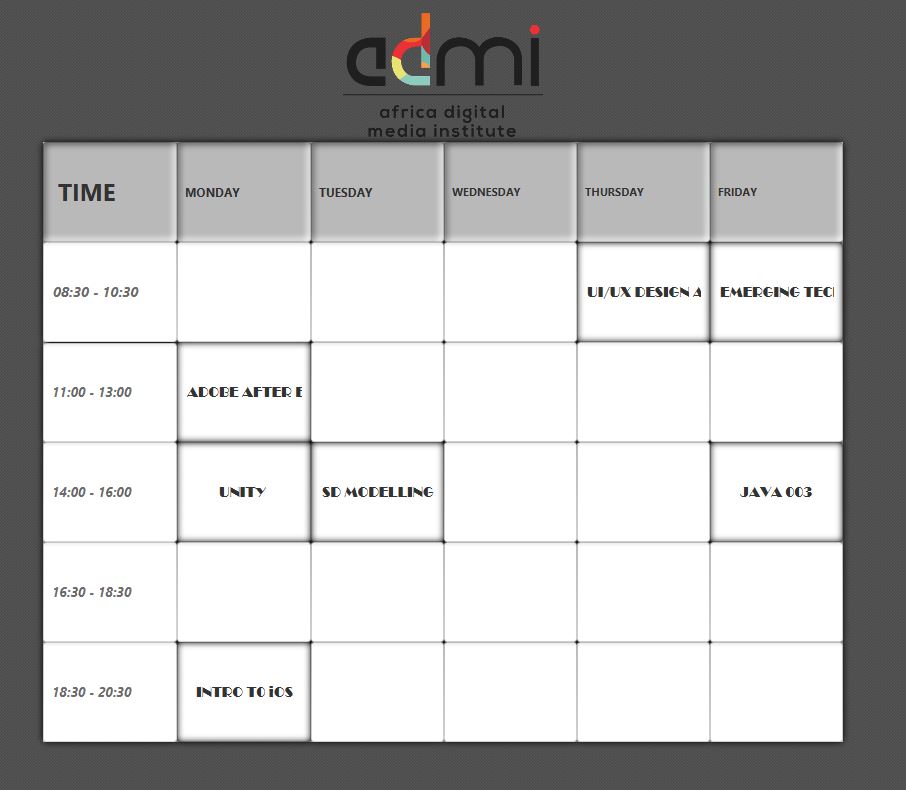 admi
africa digital
media institute
TIME MONDAY TUESDAY WEDNESDAY THURSDAY FRIDAY
08:30 - 10:30 UI/UX DESIGN A EMERGING TEC
11:00 - 13:00 ADOBE AFTER E
14:00 - 16:00 UNITY SD MODELLING JAVA 003
16:30 - 18:30
18:30 - 20:30 INTRO TO iOS